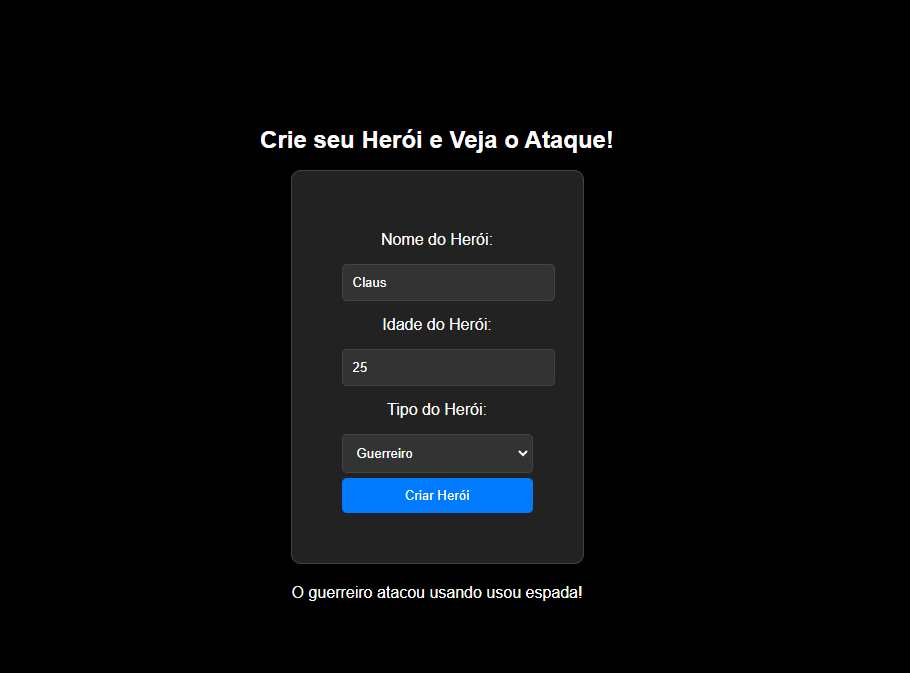 Crie seu Herói e Veja o Ataque!
Nome do Herói:
Claus
Idade do Herói:
25
Tipo do Herói:
Guerreiro
Criar Herói
O guerreiro atacou usando usou espada!